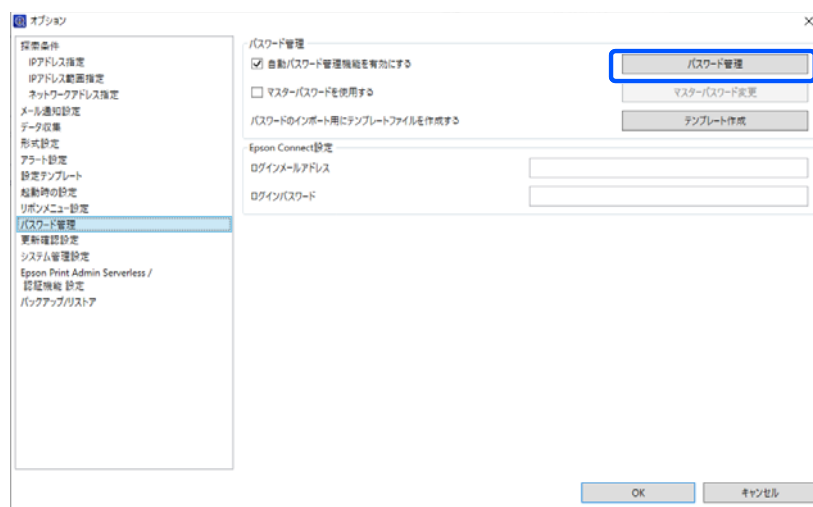 オプション
探索条件
IPアドレス指定
IPアドレス範囲指定
ネットワークアドレス指定
メール通知設定
データ収集
形式設定
アラート設定
設定テンプレート
起動時の設定
リボンメニュー設定
パスワード管理
更新確認設定
システム管理設定
Epson Print Admin Serverless /
認証機能 設定
バックアップ/リストア
パスワード管理
自動パスワード管理機能を有効にする
パスワード管理
マスターパスワードを使用する
マスターパスワード変更
パスワードのインポート用にテンプレートファイルを作成する
テンプレート作成
Epson Connect設定
ログインメールアドレス
ログインパスワード
OK
キャンセル